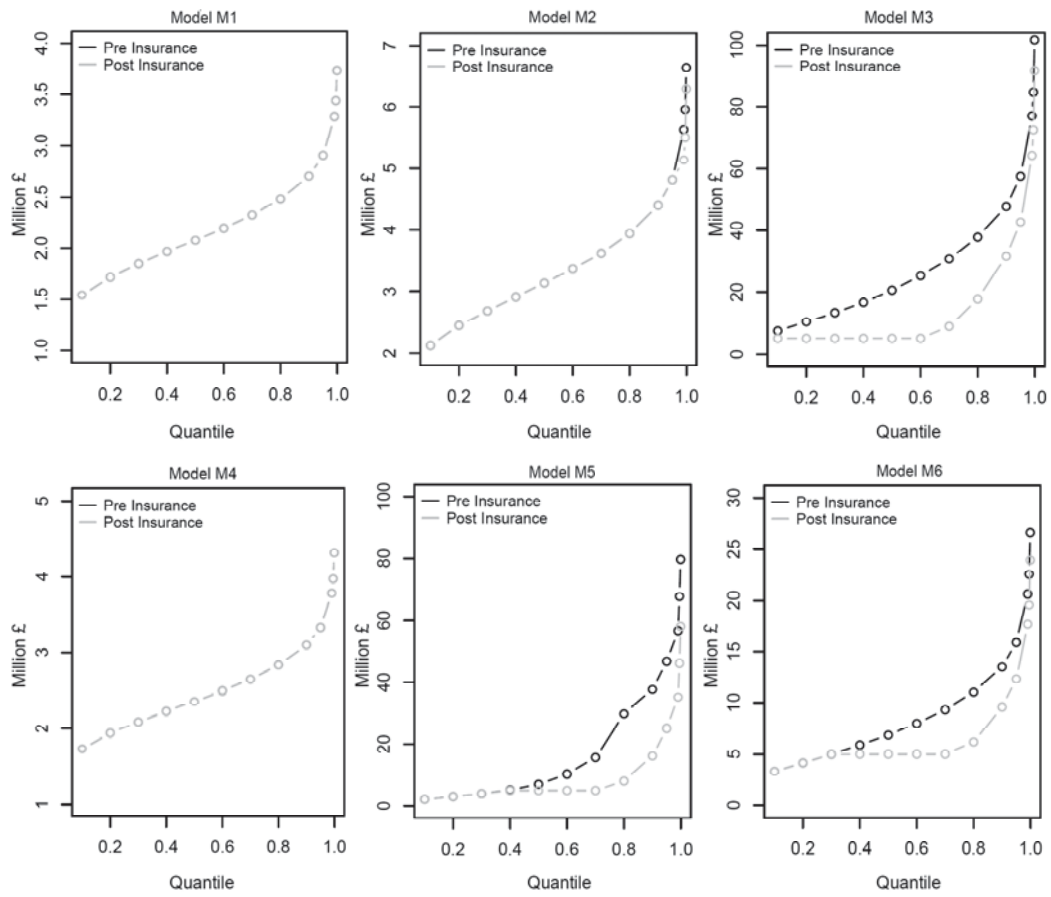 Model M1
4.0
3.5
3.0
2.5
2.0
1.5
1.0
Million £
Pre Insurance
Post Insurance
0.2 0.4 0.6 0.8 1.0
Quantile
Model M2
7
6
5
4
3
2
Million £
Pre Insurance
Post Insurance
0.2 0.4 0.6 0.8 1.0
Quantile
Model M3
100
80
60
40
20
0
Million £
Pre Insurance
Post Insurance
0.2 0.4 0.6 0.8 1.0
Quantile
Model M4
5
4
3
2
1
Million £
Pre Insurance
Post Insurance
0.2 0.4 0.6 0.8 1.0
Quantile
Model M5
100
80
60
40
20
0
Million £
Pre Insurance
Post Insurance
0.2 0.4 0.6 0.8 1.0
Quantile
Model M6
30
25
20
15
10
5
0
Million £
Pre Insurance
Post Insurance
0.2 0.4 0.6 0.8 1.0
Quantile